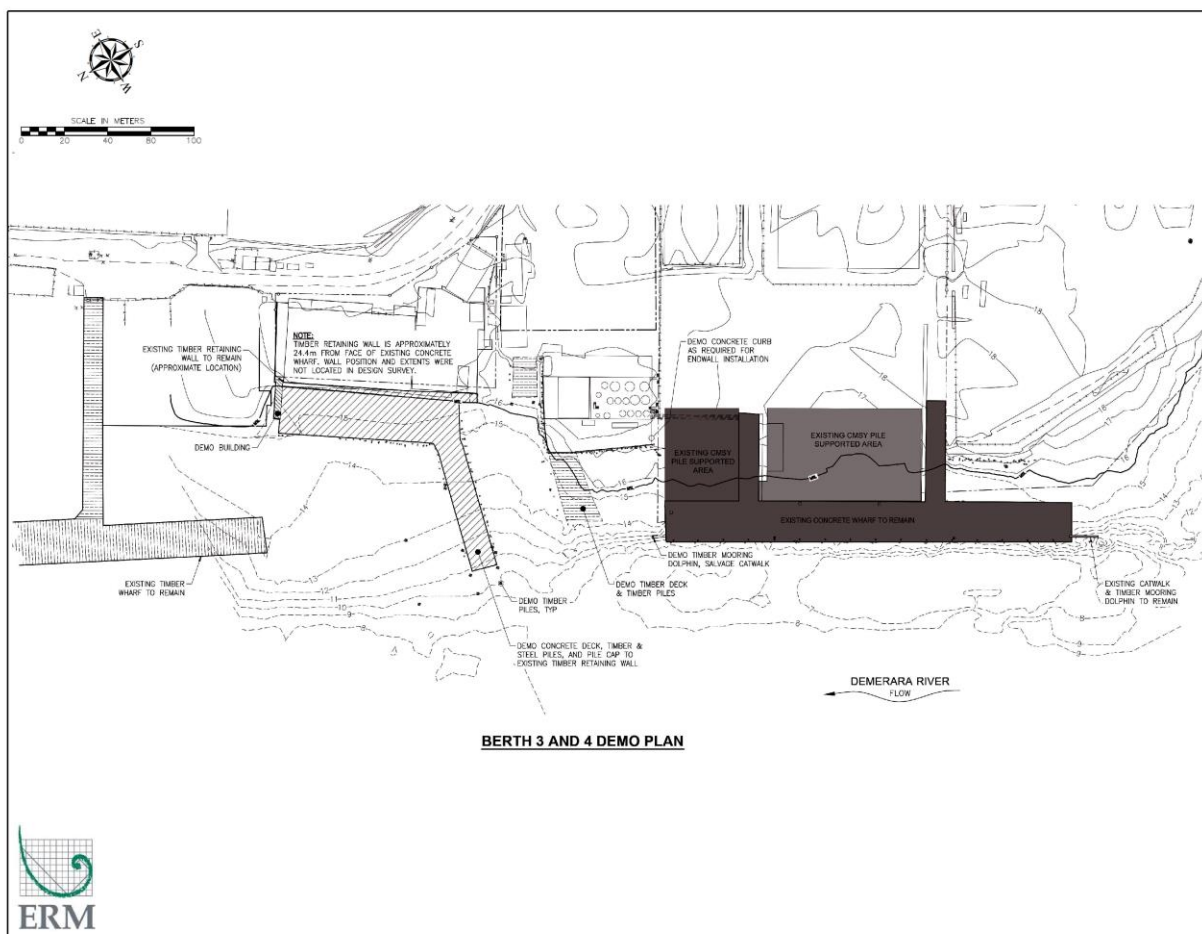 E
S
N
W
SCALE IN METERS
0 20 40 60 80 100
EXISTING TIMBER RETAINING
WALL TO REMAIN
(APPROXIMATE LOCATION)
NOTE:
TIMBER RETAINING WALL IS APPROXIMATELY
24.4m FROM FACE OF EXISTING CONCRETE
WHARF. WALL POSITION AND EXTENTS WERE
NOT LOCATED IN DESIGN SURVEY.
DEMO CONCRETE CURB
AS REQUIRED FOR
ENDWALL INSTALLATION
DEMO BUILDING
EXISTING CMSY
PILE SUPPORTED
AREA
EXISTING CMSY PILE
SUPPORTED AREA
EXISTING CONCRETE WHARF TO REMAIN
EXISTING TIMBER
WHARF TO REMAIN
DEMO TIMBER
PILES, TYP
DEMO TIMBER MOORING
DOLPHIN, SALVAGE CATWALK
DEMO TIMBER DECK
& TIMBER PILES
EXISTING CATWALK
& TIMBER MOORING
DOLPHIN TO REMAIN
DEMO CONCRETE DECK, TIMBER &
STEEL PILES, AND PILE CAP TO
EXISTING TIMBER RETAINING WALL
DEMERARA RIVER
FLOW
BERTH 3 AND 4 DEMO PLAN
ERM